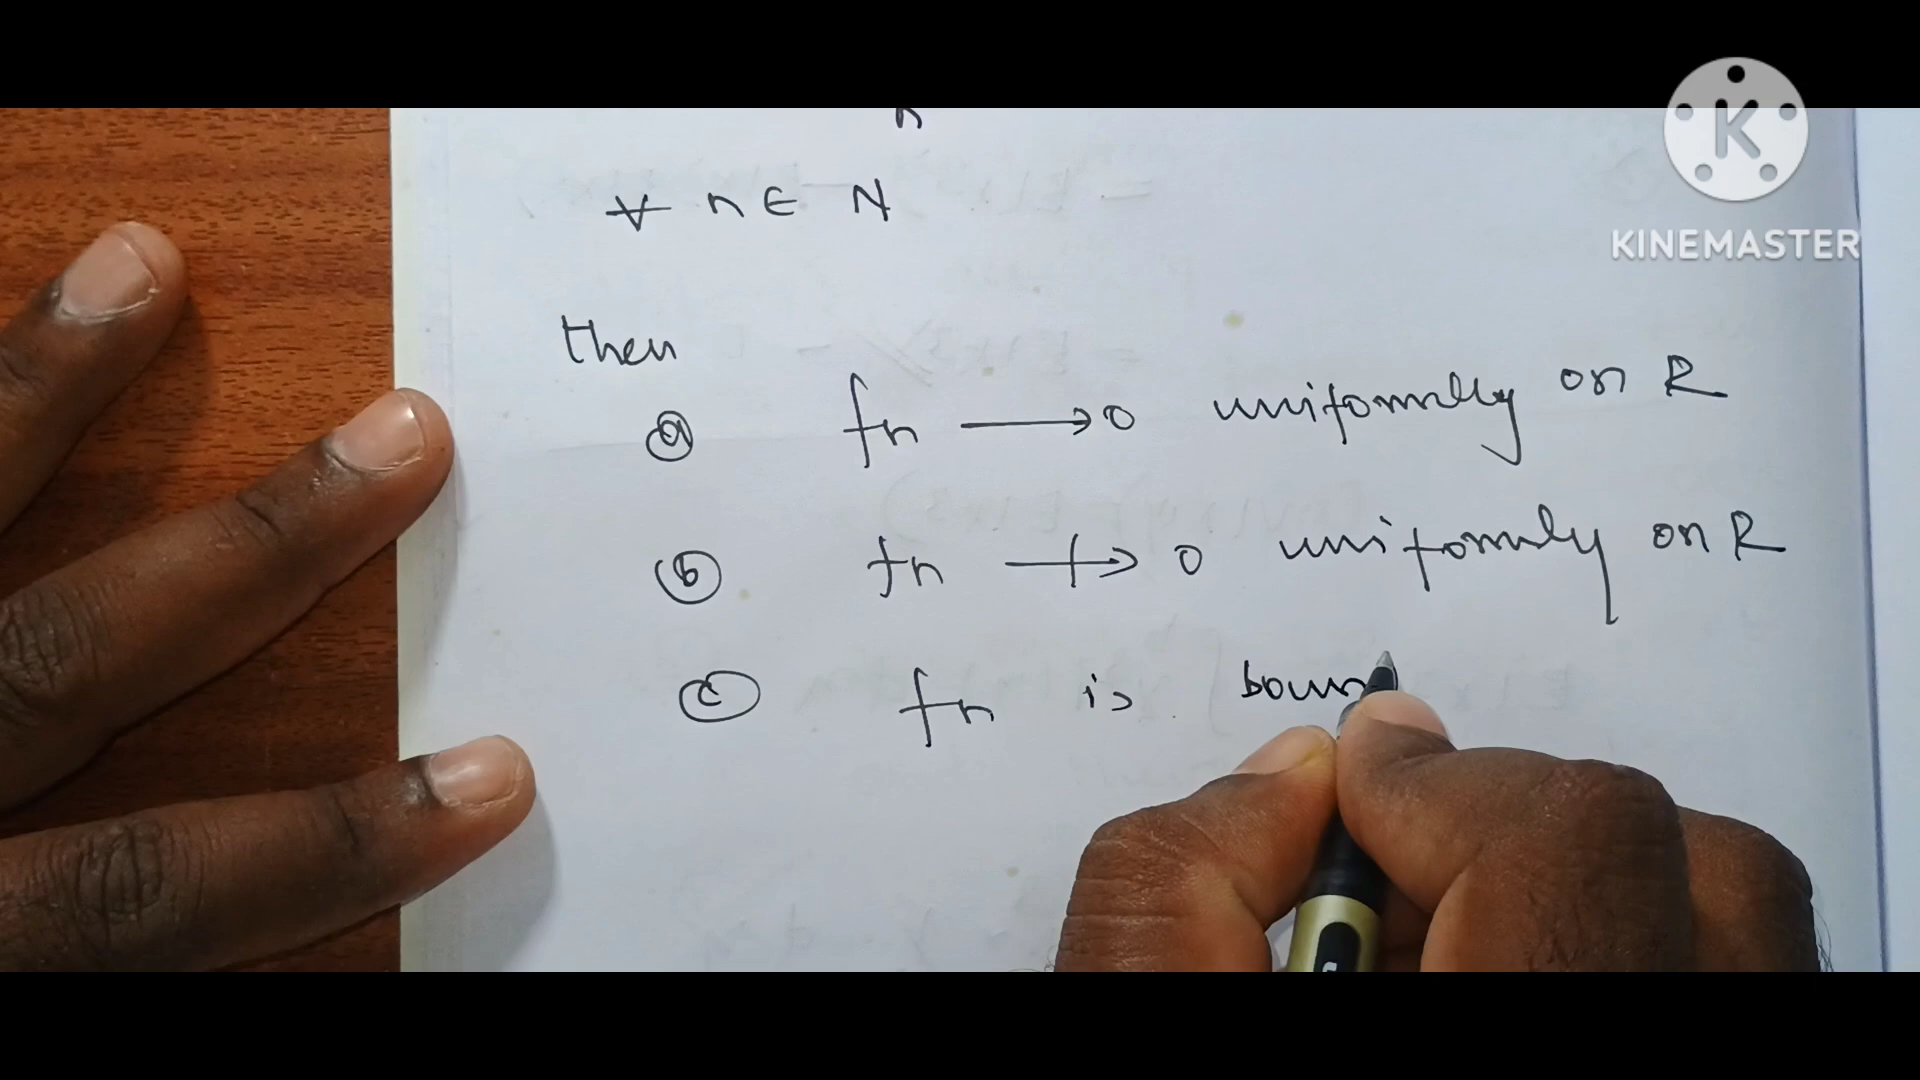 n
∀ n ∈ N
KINEMASTER
then
(a) fn ⟶ 0 uniformly on R
(b) fn ⇸ 0 uniformly on R
(c) fn is boun